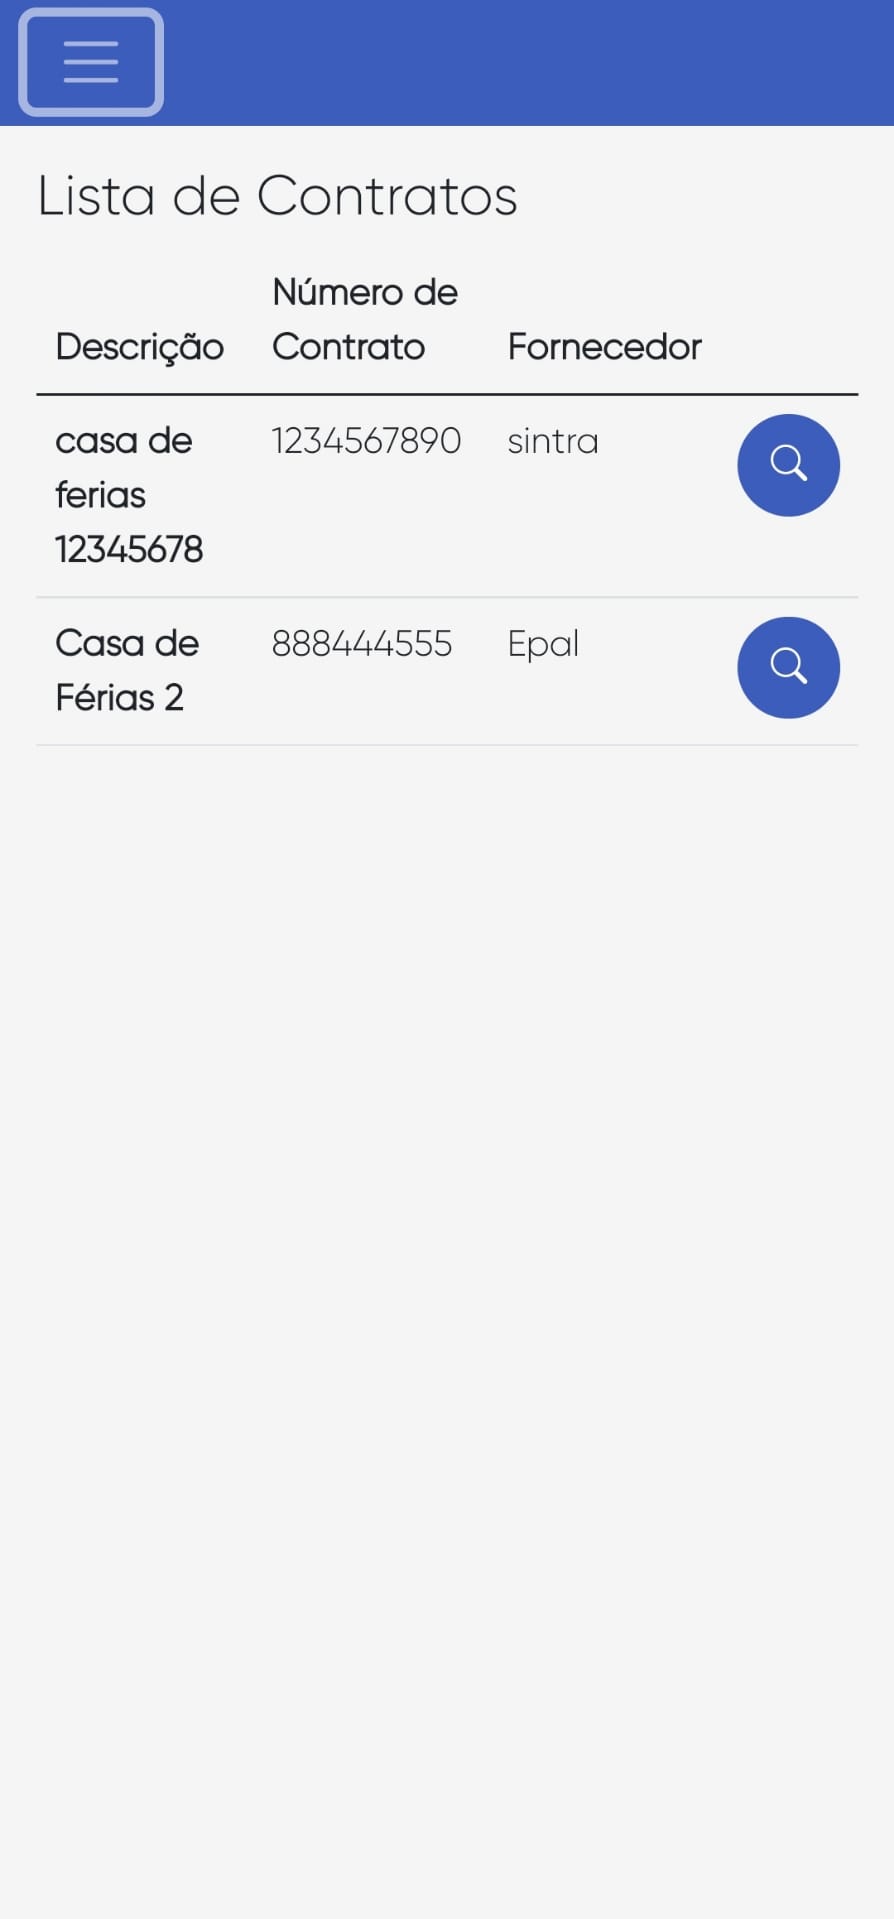 Lista de Contratos
Número de
Descrição Contrato Fornecedor
casa de 1234567890 sintra
ferias
12345678
Casa de 888444555 Epal
Férias 2